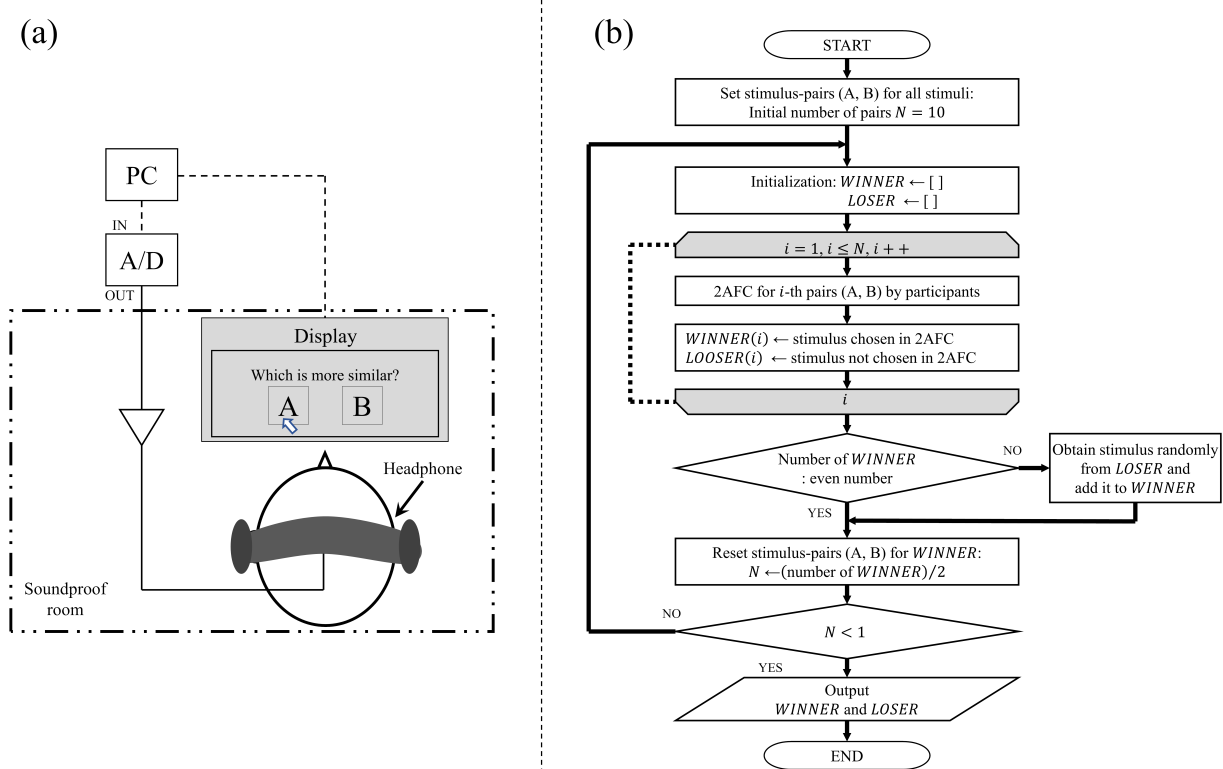 (a)
PC
IN
A/D
OUT
Display
Which is more similar?
A B
Headphone
Soundproof
room
(b)
START
Set stimulus-pairs (A, B) for all stimuli:
Initial number of pairs N = 10
Initialization: WINNER ← [ ]
LOSER ← [ ]
i = 1, i ≤ N, i + +
2AFC for i-th pairs (A, B) by participants
WINNER(i) ← stimulus chosen in 2AFC
LOOSER(i) ← stimulus not chosen in 2AFC
i
Number of WINNER
: even number
NO
Obtain stimulus randomly
from LOSER and
add it to WINNER
YES
Reset stimulus-pairs (A, B) for WINNER:
N ←(number of WINNER)/2
NO
N < 1
YES
Output
WINNER and LOSER
END